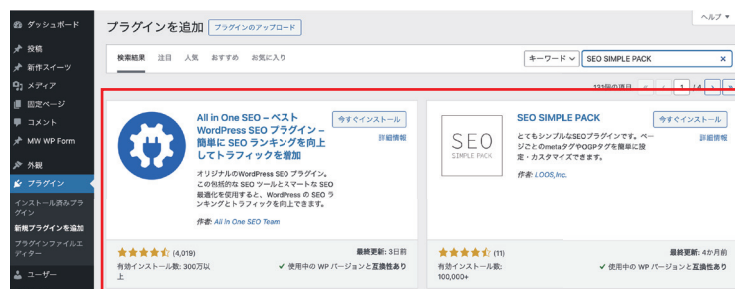 ヘルプ ▼
ダッシュボード
投稿
新作スイーツ
メディア
固定ページ
コメント
MW WP Form
外観
プラグイン
インストール済みプラ
グイン
新規プラグインを追加
プラグインファイルエ
ディター
ユーザー
プラグインを追加
プラグインのアップロード
検索結果 注目 人気 おすすめ お気に入り
キーワード
SEO SIMPLE PACK ×
131個の項目 « ‹ 1 / 4 › »
All in One SEO – ベスト
WordPress SEO プラグイン –
簡単に SEO ランキングを向上
してトラフィックを増加
今すぐインストール
詳細情報
オリジナルのWordPress SEO プラグイン。
この包括的な SEO ツールとスマートな SEO
最適化を使用すると、WordPress の SEO ラ
ンキングとトラフィックを向上できます。
作者: All in One SEO Team
(4,019)
有効インストール数: 300万以
上
最終更新: 3日前
✓ 使用中の WP バージョンと互換性あり
SEO
SIMPLE PACK
SEO SIMPLE PACK
今すぐインストール
詳細情報
とてもシンプルなSEOプラグインです。ペー
ジごとのmetaタグやOGPタグを簡単に設
定・カスタマイズできます。
作者: LOOS,Inc.
(11)
有効インストール数:
100,000+
最終更新: 4か月前
✓ 使用中の WP バージョンと互換性あり